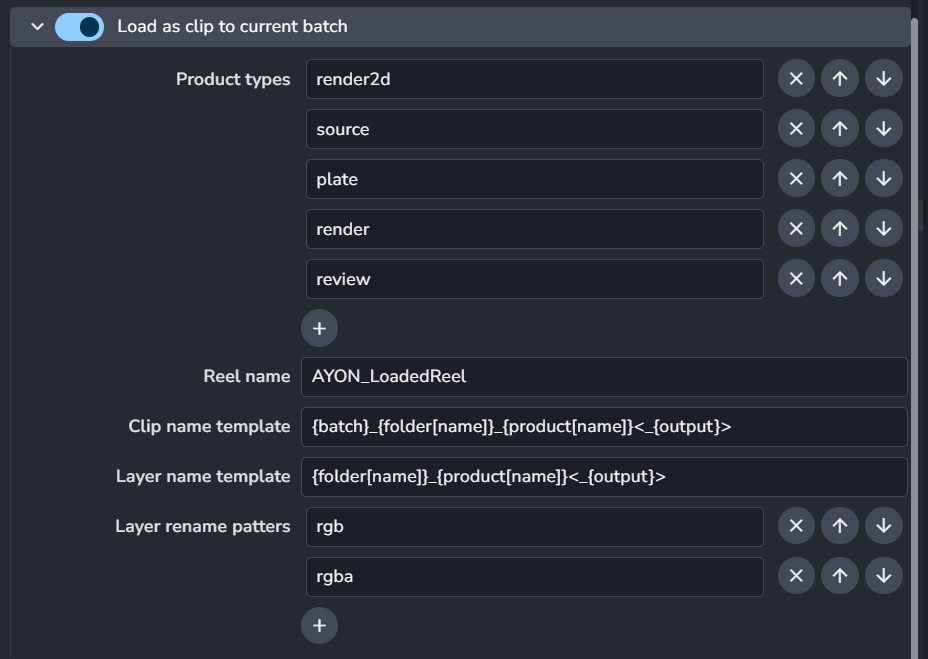 Load as clip to current batch
Product types render2d
source
plate
render
review
Reel name AYON_LoadedReel
Clip name template {batch}_{folder[name]}_{product[name]}<_{output}>
Layer name template {folder[name]}_{product[name]}<_{output}>
Layer rename patters rgb
rgba